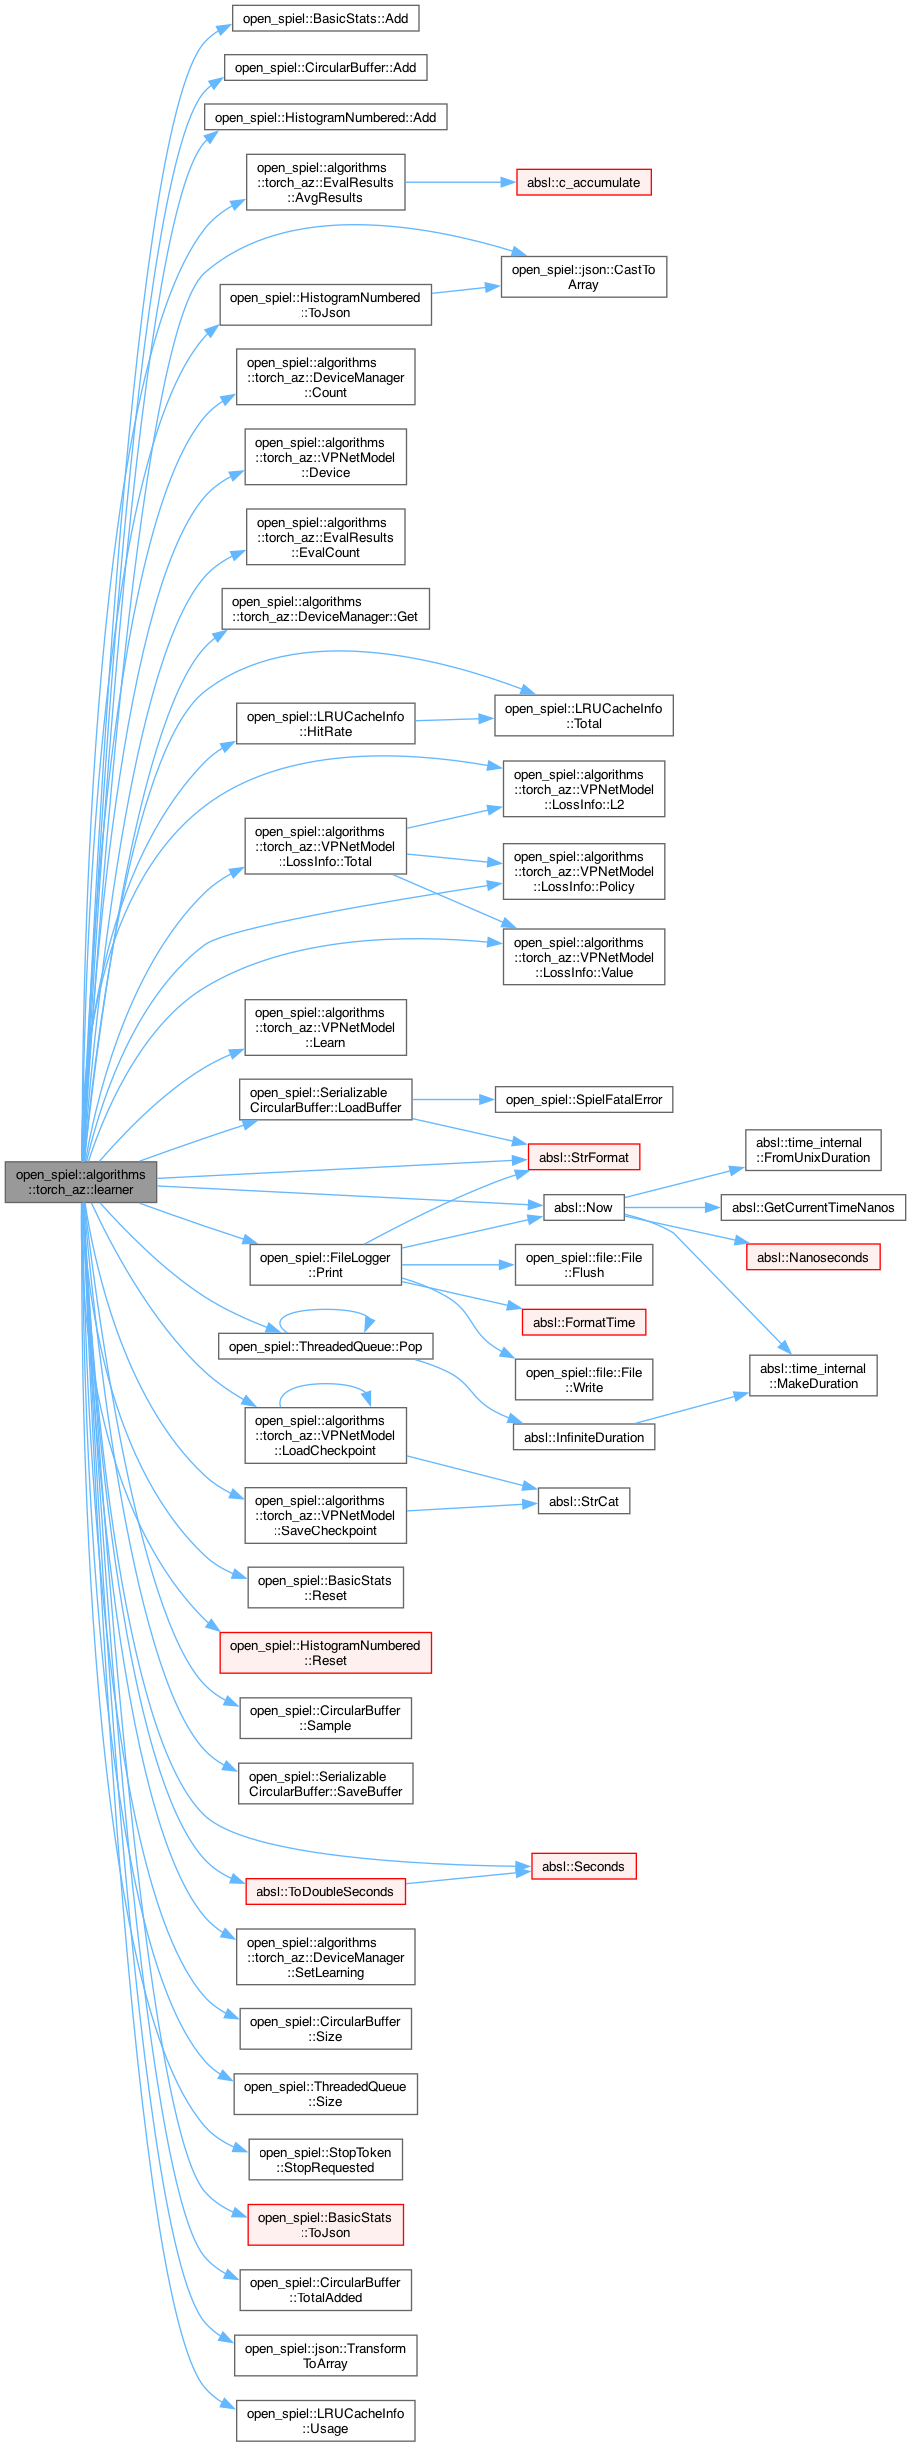 open_spiel::BasicStats::Add
open_spiel::CircularBuffer::Add
open_spiel::HistogramNumbered::Add
open_spiel::algorithms
::torch_az::EvalResults
::AvgResults
absl::c_accumulate
open_spiel::json::CastTo
Array
open_spiel::HistogramNumbered
::ToJson
open_spiel::algorithms
::torch_az::DeviceManager
::Count
open_spiel::algorithms
::torch_az::VPNetModel
::Device
open_spiel::algorithms
::torch_az::EvalResults
::EvalCount
open_spiel::algorithms
::torch_az::DeviceManager::Get
open_spiel::LRUCacheInfo
::HitRate
open_spiel::LRUCacheInfo
::Total
open_spiel::algorithms
::torch_az::VPNetModel
::LossInfo::L2
open_spiel::algorithms
::torch_az::VPNetModel
::LossInfo::Total
open_spiel::algorithms
::torch_az::VPNetModel
::LossInfo::Policy
open_spiel::algorithms
::torch_az::VPNetModel
::LossInfo::Value
open_spiel::algorithms
::torch_az::VPNetModel
::Learn
open_spiel::Serializable
CircularBuffer::LoadBuffer
open_spiel::SpielFatalError
absl::StrFormat
open_spiel::algorithms
::torch_az::learner
absl::time_internal
::FromUnixDuration
absl::Now
absl::GetCurrentTimeNanos
absl::Nanoseconds
open_spiel::FileLogger
::Print
open_spiel::file::File
::Flush
absl::FormatTime
open_spiel::ThreadedQueue::Pop
open_spiel::file::File
::Write
absl::time_internal
::MakeDuration
absl::InfiniteDuration
open_spiel::algorithms
::torch_az::VPNetModel
::LoadCheckpoint
absl::StrCat
open_spiel::algorithms
::torch_az::VPNetModel
::SaveCheckpoint
open_spiel::BasicStats
::Reset
open_spiel::HistogramNumbered
::Reset
open_spiel::CircularBuffer
::Sample
open_spiel::Serializable
CircularBuffer::SaveBuffer
absl::Seconds
absl::ToDoubleSeconds
open_spiel::algorithms
::torch_az::DeviceManager
::SetLearning
open_spiel::CircularBuffer
::Size
open_spiel::ThreadedQueue
::Size
open_spiel::StopToken
::StopRequested
open_spiel::BasicStats
::ToJson
open_spiel::CircularBuffer
::TotalAdded
open_spiel::json::Transform
ToArray
open_spiel::LRUCacheInfo
::Usage